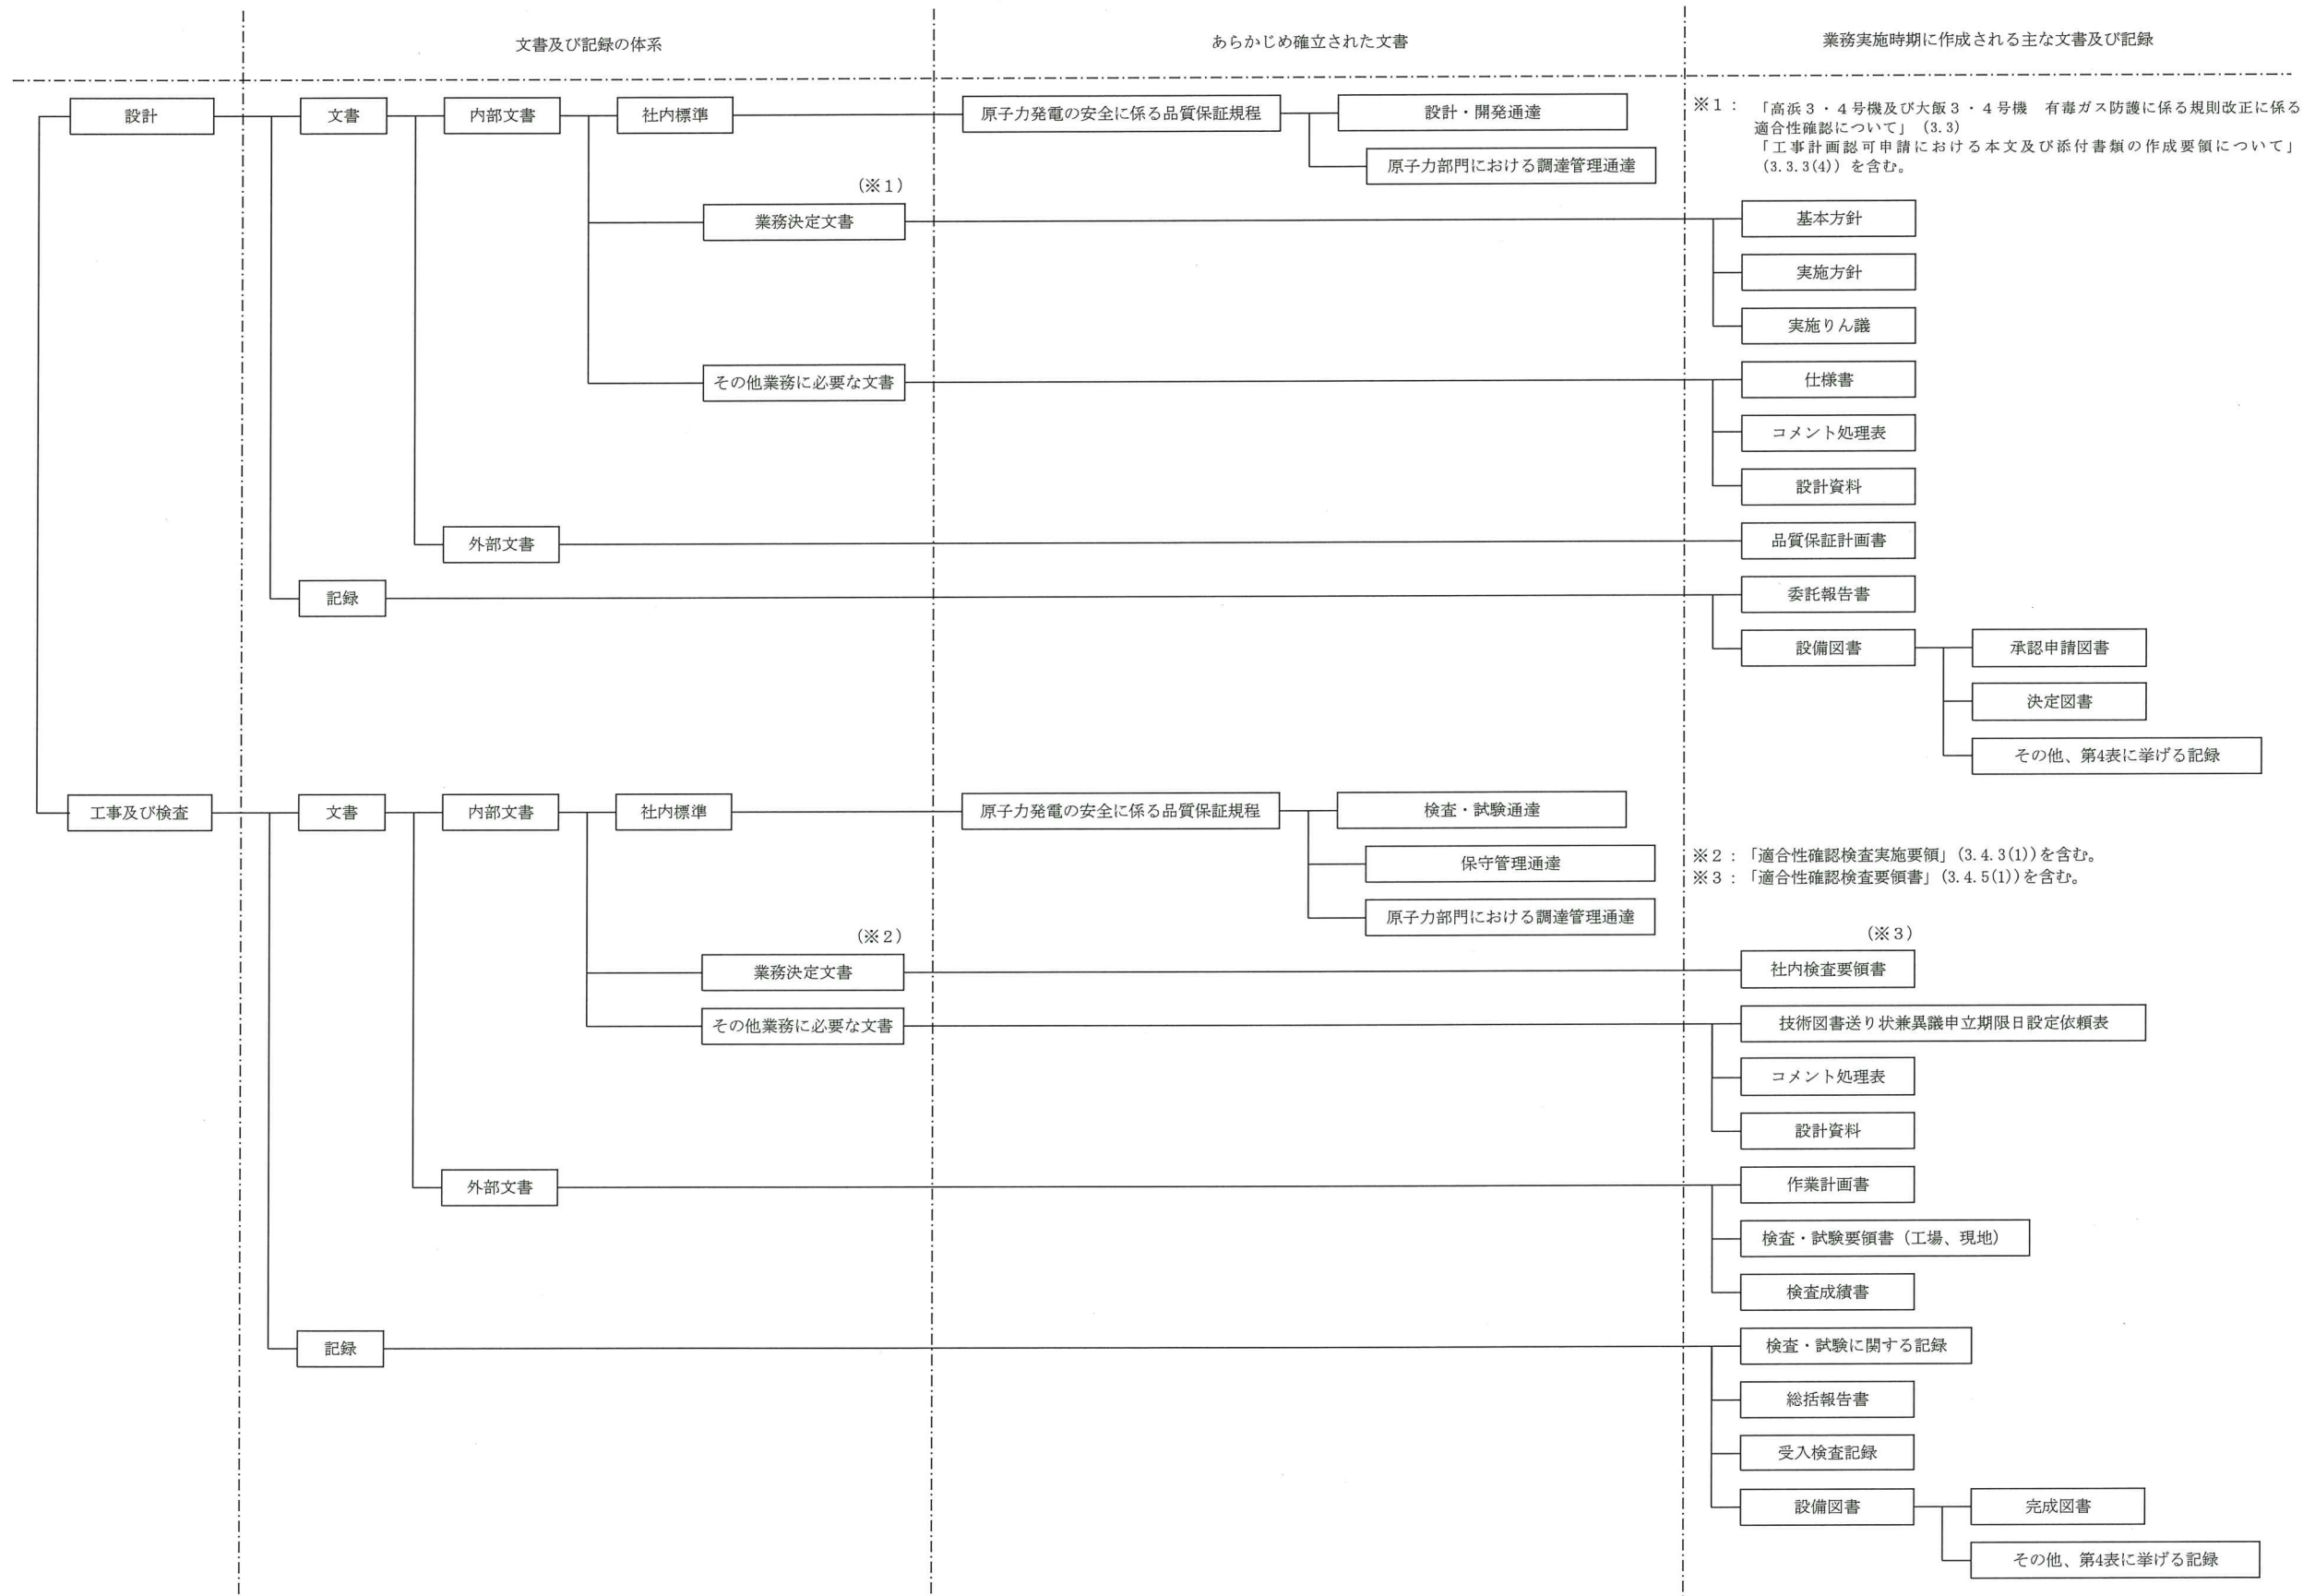 文書及び記録の体系
あらかじめ確立された文書
業務実施時期に作成される主な文書及び記録
設計
文書
内部文書
社内標準
原子力発電の安全に係る品質保証規程
設計・開発通達
原子力部門における調達管理通達
※1： 「高浜3・4号機及び大飯3・4号機 有毒ガス防護に係る規則改正に係る
適合性確認について」（3.3）
「工事計画認可申請における本文及び添付書類の作成要領について」
（3.3.3(4)）を含む。
（※1）
業務決定文書
基本方針
実施方針
実施りん議
その他業務に必要な文書
仕様書
コメント処理表
設計資料
外部文書
品質保証計画書
記録
委託報告書
設備図書
承認申請図書
決定図書
その他、第4表に挙げる記録
工事及び検査
文書
内部文書
社内標準
原子力発電の安全に係る品質保証規程
検査・試験通達
保守管理通達
原子力部門における調達管理通達
※2：「適合性確認検査実施要領」（3.4.3(1)）を含む。
※3：「適合性確認検査要領書」（3.4.5(1)）を含む。
（※2）
業務決定文書
（※3）
社内検査要領書
その他業務に必要な文書
技術図書送り状兼異議申立期限日設定依頼表
コメント処理表
設計資料
外部文書
作業計画書
検査・試験要領書（工場、現地）
検査成績書
記録
検査・試験に関する記録
総括報告書
受入検査記録
設備図書
完成図書
その他、第4表に挙げる記録